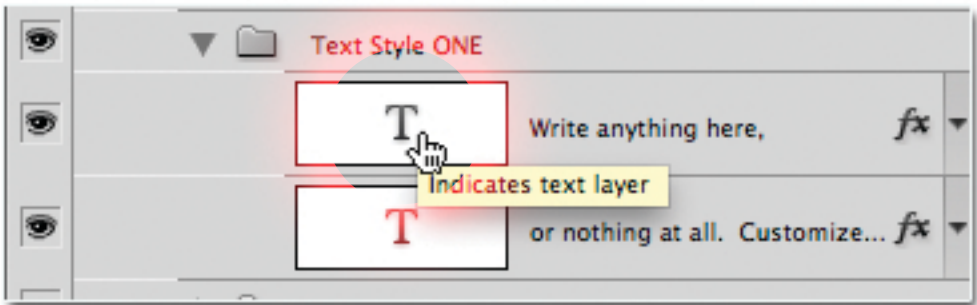 Text Style ONE
T
Write anything here,
fx
Indicates text layer
T
or nothing at all.  Customize...
fx